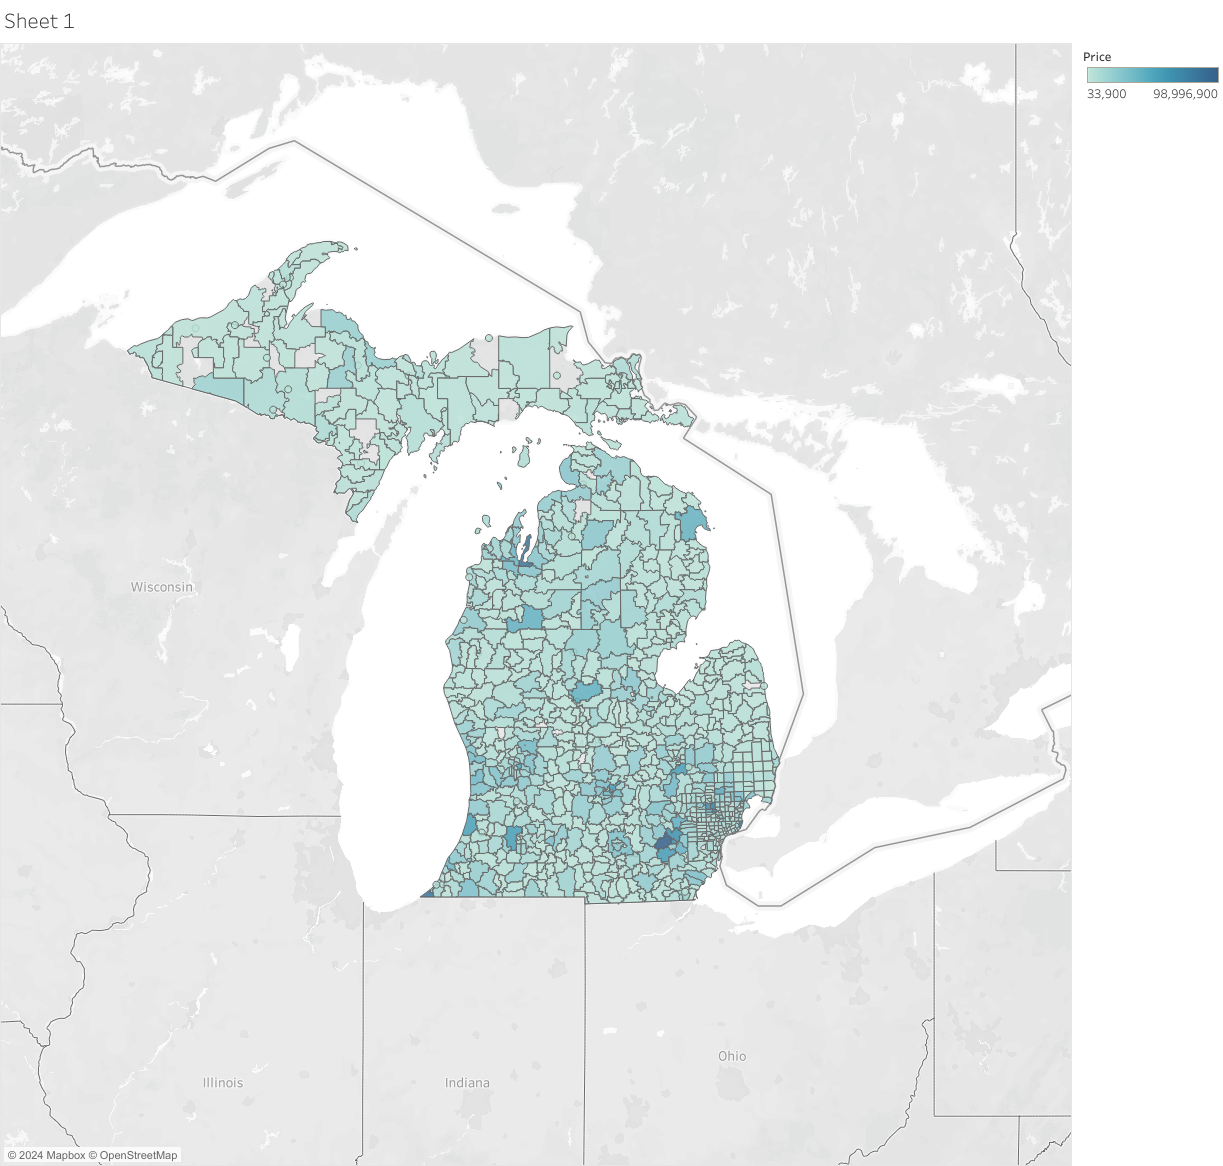 Sheet 1
Price
33,900 98,996,900
Wisconsin
Ohio
Illinois
Indiana
© 2024 Mapbox © OpenStreetMap